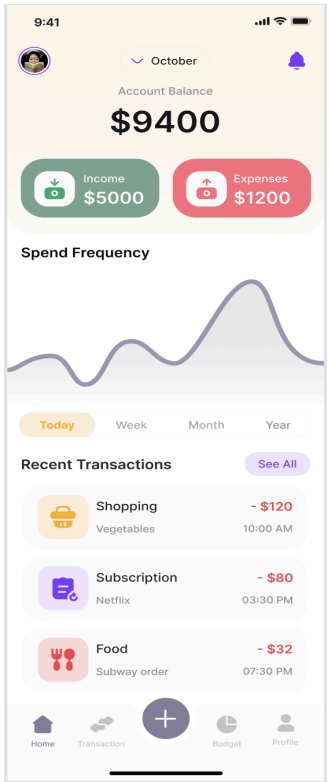 9:41
October
Account Balance
$9400
Income
$5000
Expenses
$1200
Spend Frequency
Today Week Month Year
Recent Transactions See All
Shopping - $120
Vegetables 10:00 AM
Subscription - $80
Netflix 03:30 PM
Food - $32
Subway order 07:30 PM
Home Transaction Budget Profile